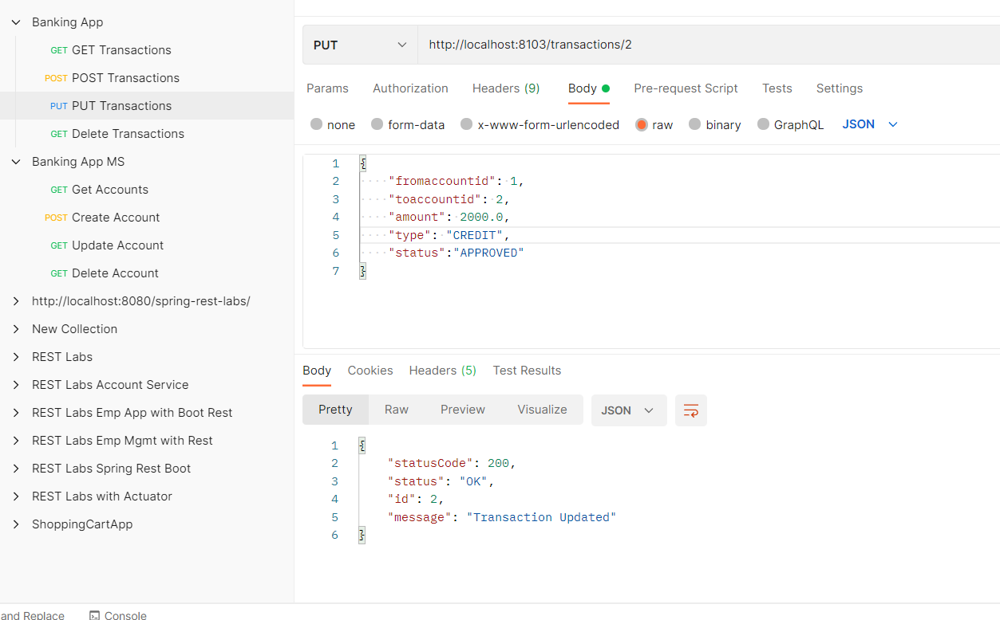 Banking App
GET GET Transactions
POST POST Transactions
PUT PUT Transactions
GET Delete Transactions
Banking App MS
GET Get Accounts
POST Create Account
GET Update Account
GET Delete Account
http://localhost:8080/spring-rest-labs/
New Collection
REST Labs
REST Labs Account Service
REST Labs Emp App with Boot Rest
REST Labs Emp Mgmt with Rest
REST Labs Spring Rest Boot
REST Labs with Actuator
ShoppingCartApp
PUT http://localhost:8103/transactions/2
Params Authorization Headers (9) Body Pre-request Script Tests Settings
none form-data x-www-form-urlencoded raw binary GraphQL JSON
1 {
2 "fromaccountid": 1,
3 "toaccountid": 2,
4 "amount": 2000.0,
5 "type": "CREDIT",
6 "status":"APPROVED"
7 }
Body Cookies Headers (5) Test Results
Pretty Raw Preview Visualize JSON
1 {
2 "statusCode": 200,
3 "status": "OK",
4 "id": 2,
5 "message": "Transaction Updated"
6 }
and Replace Console